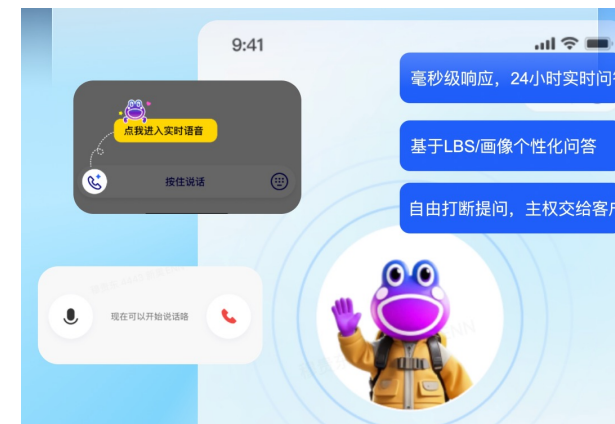 9:41
毫秒级响应，24小时实时问
点我进入实时语音
基于LBS/画像个性化问答
按住说话
自由打断提问，主权交给客
现在可以开始说话咯